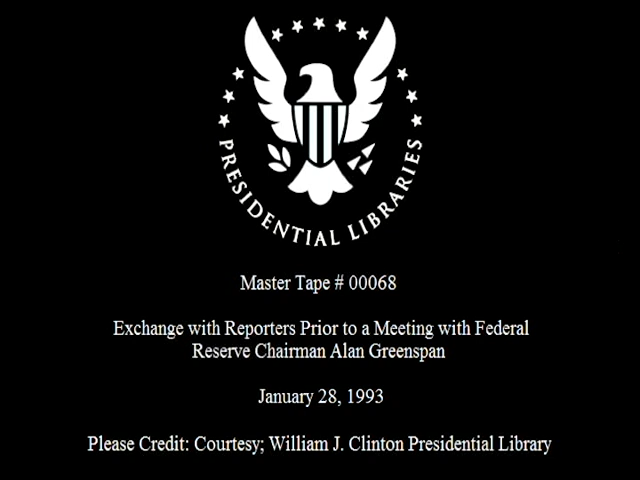 PRESIDENTIAL LIBRARIES
Master Tape # 00068
Exchange with Reporters Prior to a Meeting with Federal
Reserve Chairman Alan Greenspan
January 28, 1993
Please Credit: Courtesy; William J. Clinton Presidential Library